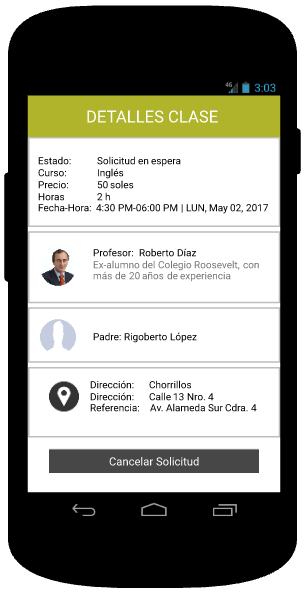 4G 3:03
DETALLES CLASE
Estado: Solicitud en espera
Curso: Inglés
Precio: 50 soles
Horas 2 h
Fecha-Hora: 4:30 PM-06:00 PM | LUN, May 02, 2017
Profesor: Roberto Díaz
Ex-alumno del Colegio Roosevelt, con
más de 20 años de experiencia
Padre: Rigoberto López
Dirección: Chorrillos
Dirección: Calle 13 Nro. 4
Referencia: Av. Alameda Sur Cdra. 4
Cancelar Solicitud